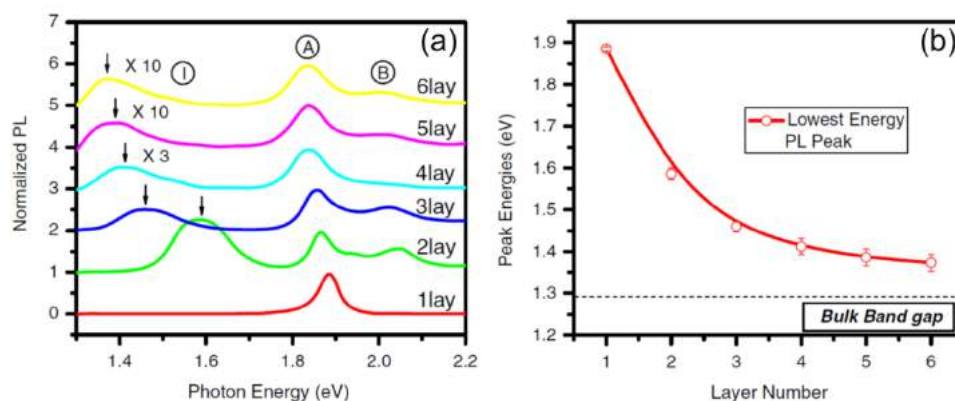 (a)
7
6
5
4
3
2
1
0
Normalized PL
X 10
X 10
X 3
I
A
B
6lay
5lay
4lay
3lay
2lay
1lay
1.4 1.6 1.8 2.0 2.2
Photon Energy (eV)
(b)
1.9
1.8
1.7
1.6
1.5
1.4
1.3
1.2
Peak Energies (eV)
Lowest Energy
PL Peak
Bulk Band gap
1 2 3 4 5 6
Layer Number